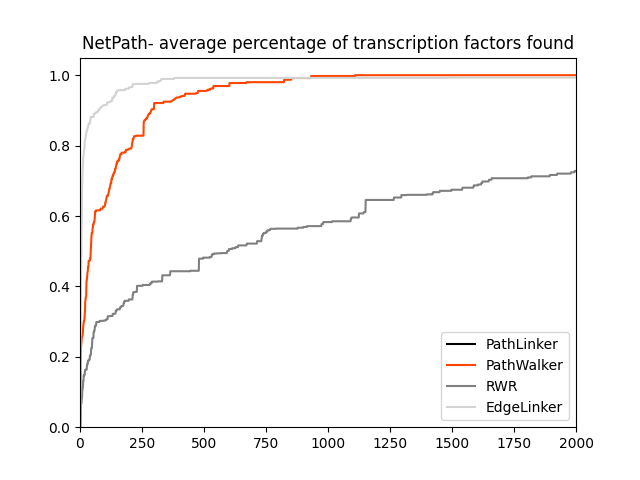 NetPath- average percentage of transcription factors found
1.0
0.8
0.6
0.4
0.2
0.0
0 250 500 750 1000 1250 1500 1750 2000
PathLinker
PathWalker
RWR
EdgeLinker